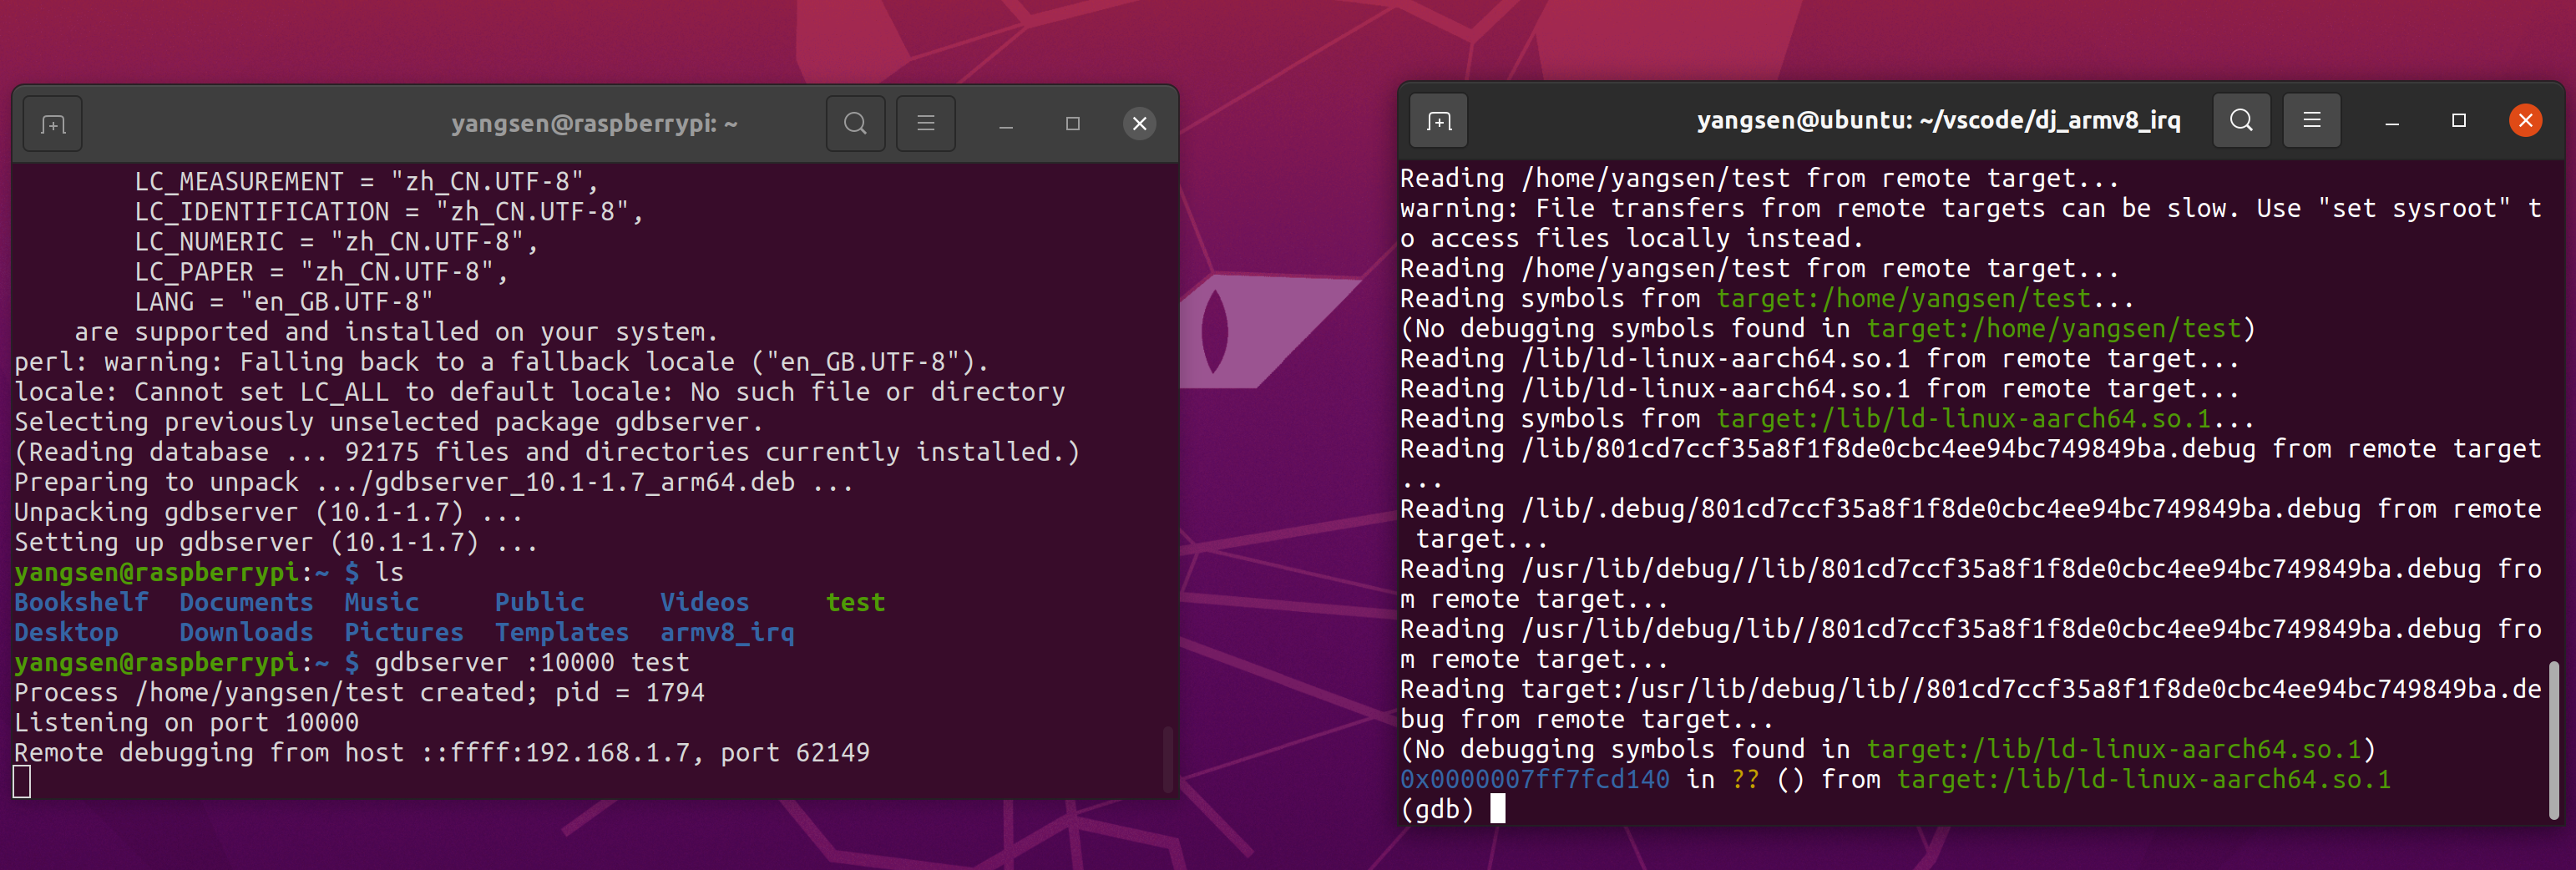 yangsen@raspberrypi: ~
        LC_MEASUREMENT = "zh_CN.UTF-8",
        LC_IDENTIFICATION = "zh_CN.UTF-8",
        LC_NUMERIC = "zh_CN.UTF-8",
        LC_PAPER = "zh_CN.UTF-8",
        LANG = "en_GB.UTF-8"
    are supported and installed on your system.
perl: warning: Falling back to a fallback locale ("en_GB.UTF-8").
locale: Cannot set LC_ALL to default locale: No such file or directory
Selecting previously unselected package gdbserver.
(Reading database ... 92175 files and directories currently installed.)
Preparing to unpack .../gdbserver_10.1-1.7_arm64.deb ...
Unpacking gdbserver (10.1-1.7) ...
Setting up gdbserver (10.1-1.7) ...
yangsen@raspberrypi:~ $ ls
Bookshelf  Documents  Music     Public     Videos     test
Desktop    Downloads  Pictures  Templates  armv8_irq
yangsen@raspberrypi:~ $ gdbserver :10000 test
Process /home/yangsen/test created; pid = 1794
Listening on port 10000
Remote debugging from host ::ffff:192.168.1.7, port 62149
yangsen@ubuntu: ~/vscode/dj_armv8_irq
Reading /home/yangsen/test from remote target...
warning: File transfers from remote targets can be slow. Use "set sysroot" t
o access files locally instead.
Reading /home/yangsen/test from remote target...
Reading symbols from target:/home/yangsen/test...
(No debugging symbols found in target:/home/yangsen/test)
Reading /lib/ld-linux-aarch64.so.1 from remote target...
Reading /lib/ld-linux-aarch64.so.1 from remote target...
Reading symbols from target:/lib/ld-linux-aarch64.so.1...
Reading /lib/801cd7ccf35a8f1f8de0cbc4ee94bc749849ba.debug from remote target
...
Reading /lib/.debug/801cd7ccf35a8f1f8de0cbc4ee94bc749849ba.debug from remote
 target...
Reading /usr/lib/debug//lib/801cd7ccf35a8f1f8de0cbc4ee94bc749849ba.debug fro
m remote target...
Reading /usr/lib/debug/lib//801cd7ccf35a8f1f8de0cbc4ee94bc749849ba.debug fro
m remote target...
Reading target:/usr/lib/debug/lib//801cd7ccf35a8f1f8de0cbc4ee94bc749849ba.de
bug from remote target...
(No debugging symbols found in target:/lib/ld-linux-aarch64.so.1)
0x0000007ff7fcd140 in ?? () from target:/lib/ld-linux-aarch64.so.1
(gdb)